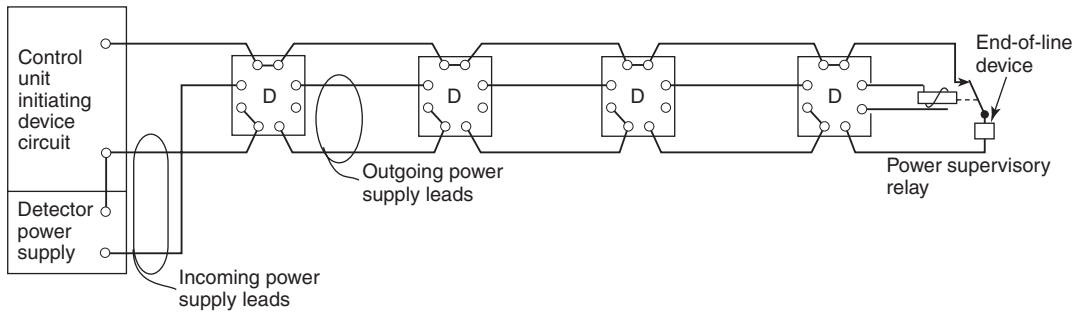 Control
unit
initiating
device
circuit
Detector
power
supply
D
D
D
D
End-of-line
device
Outgoing power
supply leads
Power supervisory
relay
Incoming power
supply leads